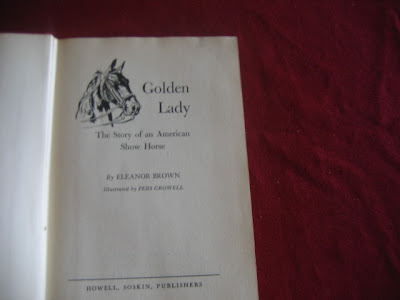 Golden
Lady
The Story of an American
Show Horse
By ELEANOR BROWN
Illustrated by PERS CROWELL
HOWELL, SOSKIN, PUBLISHERS